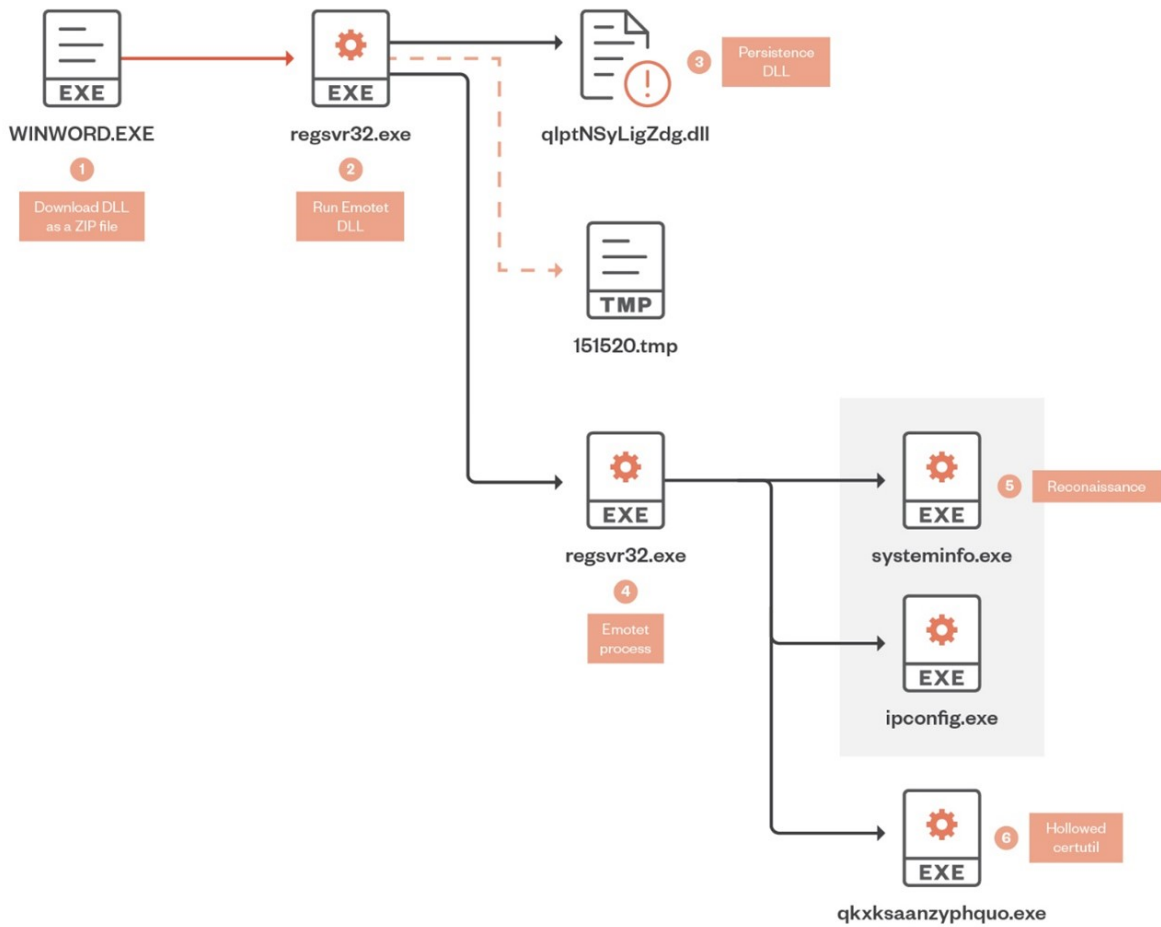 EXE
WINWORD.EXE
1
Download DLL
as a ZIP file
EXE
regsvr32.exe
2
Run Emotet
DLL
qlptNSyLigZdg.dll
3
Persistence
DLL
TMP
151520.tmp
EXE
regsvr32.exe
4
Emotet
process
EXE
systeminfo.exe
5
Reconaissance
EXE
ipconfig.exe
EXE
qkxksaanzyphquo.exe
6
Hollowed
certutil